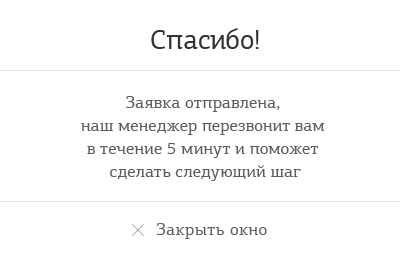 Спасибо!
Заявка отправлена,
наш менеджер перезвонит вам
в течение 5 минут и поможет
сделать следующий шаг
Закрыть окно